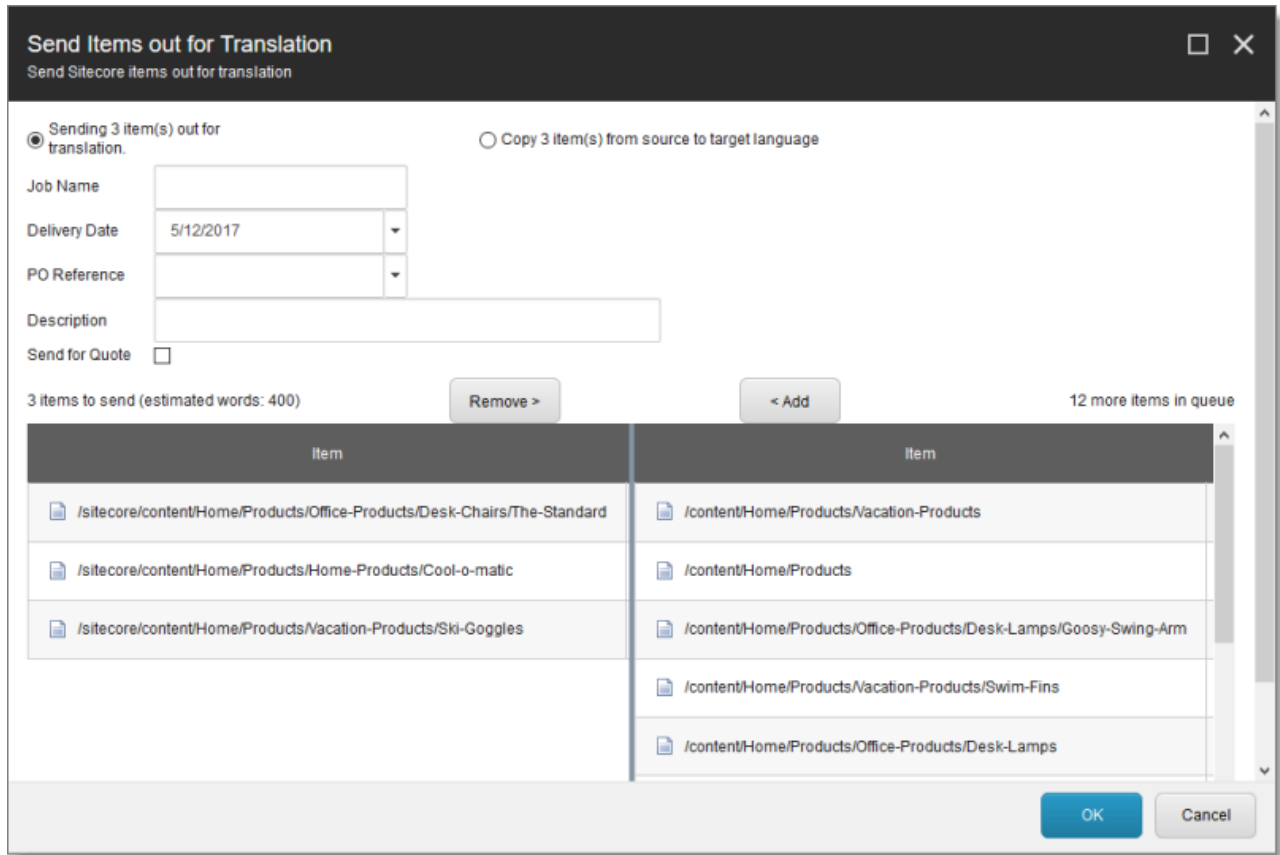 Send Items out for Translation
Send Sitecore items out for translation
Sending 3 item(s) out for
translation.
Copy 3 item(s) from source to target language
Job Name
Delivery Date
5/12/2017
PO Reference
Description
Send for Quote
3 items to send (estimated words: 400)
Remove >
< Add
12 more items in queue
Item
Item
/sitecore/content/Home/Products/Office-Products/Desk-Chairs/The-Standard
/content/Home/Products/Vacation-Products
/sitecore/content/Home/Products/Home-Products/Cool-o-matic
/content/Home/Products
/sitecore/content/Home/Products/Vacation-Products/Ski-Goggles
/content/Home/Products/Office-Products/Desk-Lamps/Goosy-Swing-Arm
/content/Home/Products/Vacation-Products/Swim-Fins
/content/Home/Products/Office-Products/Desk-Lamps
OK
Cancel